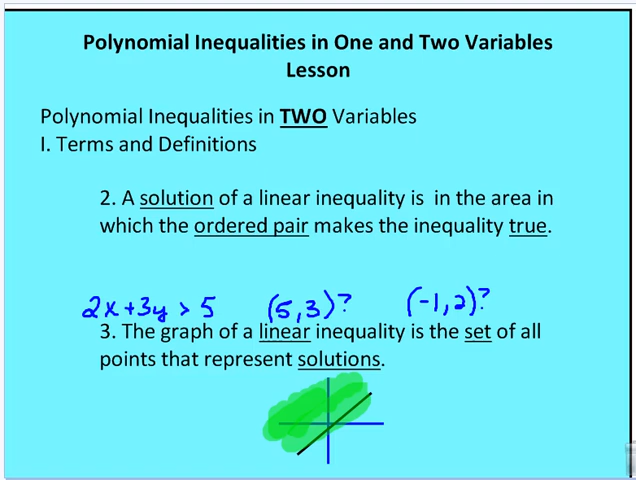 Polynomial Inequalities in One and Two Variables
Lesson
Polynomial Inequalities in TWO Variables
I. Terms and Definitions
2. A solution of a linear inequality is in the area in
which the ordered pair makes the inequality true.
2x+3y > 5 (5,3)? (-1,2)?
3. The graph of a linear inequality is the set of all
points that represent solutions.